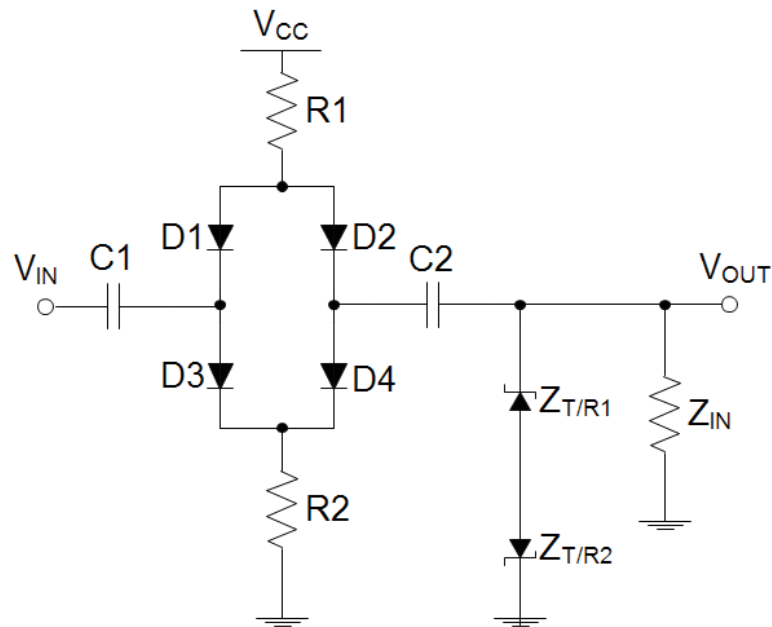 VCC
R1
D1 D2
VIN C1 C2 VOUT
D3 D4
ZT/R1
ZIN
R2
ZT/R2